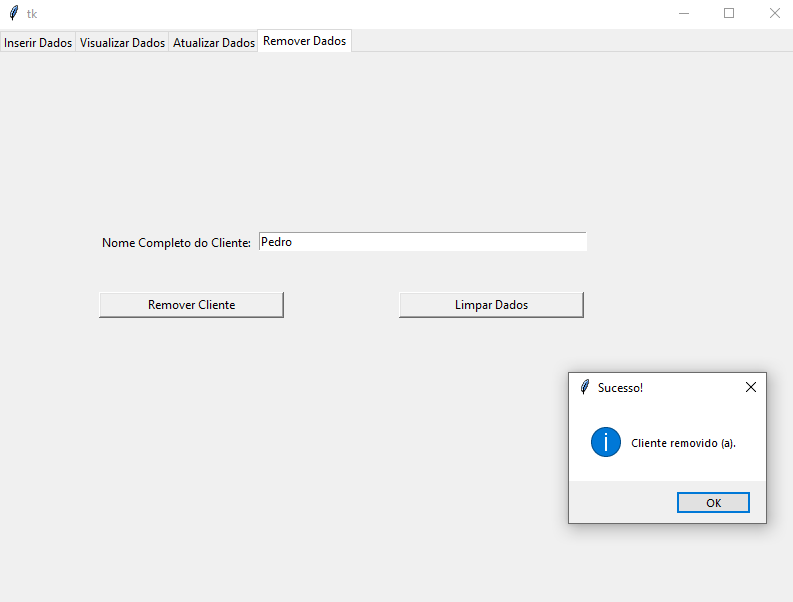 tk
Inserir Dados Visualizar Dados Atualizar Dados Remover Dados
Nome Completo do Cliente: Pedro
Remover Cliente Limpar Dados
Sucesso!
Cliente removido (a).
OK